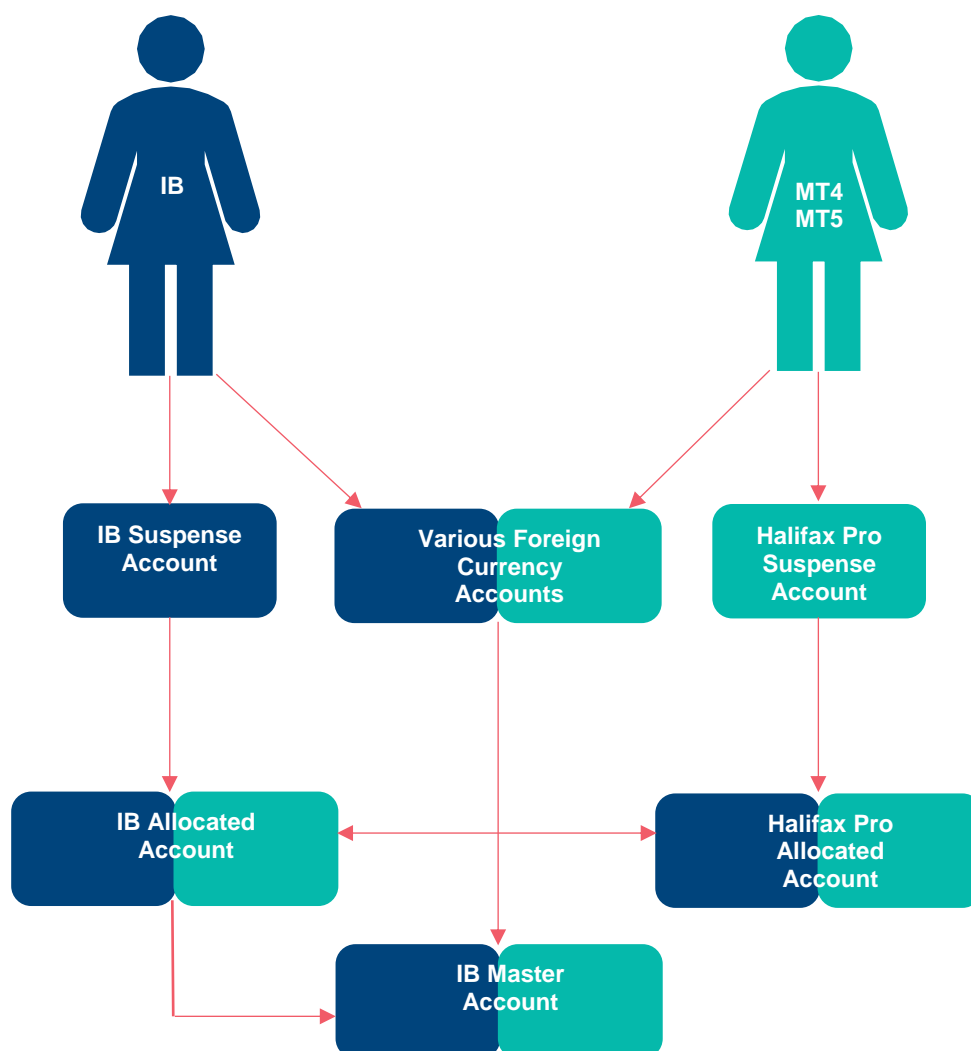 IB
MT4
MT5
IB Suspense
Account
Various Foreign
Currency
Accounts
Halifax Pro
Suspense
Account
IB Allocated
Account
Halifax Pro
Allocated
Account
IB Master
Account